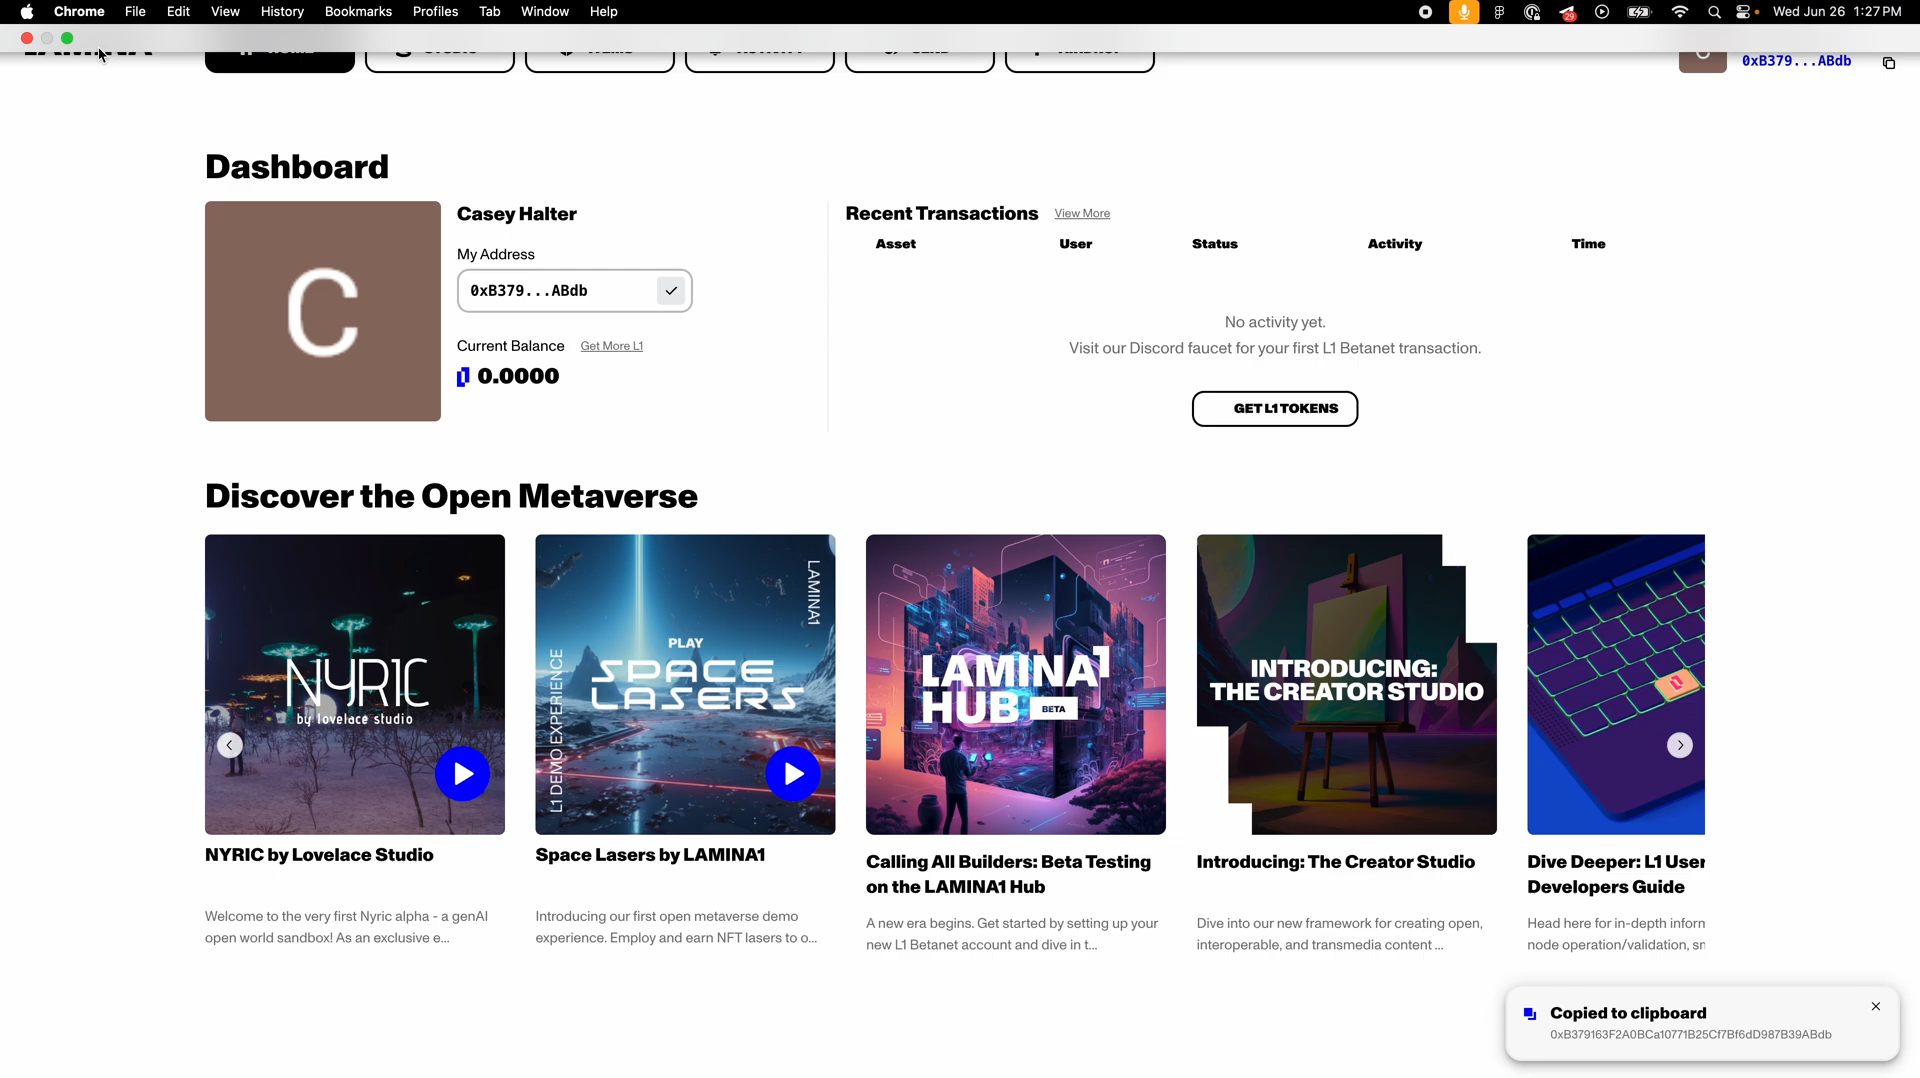 Chrome File Edit View History Bookmarks Profiles Tab Window Help
29
Wed Jun 26 1:27 PM
0xB379...ABdb
Dashboard
C
Casey Halter
My Address
0xB379...ABdb
Current Balance Get More L1
0.0000
Recent Transactions View More
Asset User Status Activity Time
No activity yet.
Visit our Discord faucet for your first L1 Betanet transaction.
GET L1 TOKENS
Discover the Open Metaverse
NYRIC
by lovelace studio
NYRIC by Lovelace Studio
Welcome to the very first Nyric alpha - a genAI
open world sandbox! As an exclusive e...
LAMINA1
PLAY
SPACE
LASERS
L1 DEMO EXPERIENCE
Space Lasers by LAMINA1
Introducing our first open metaverse demo
experience. Employ and earn NFT lasers to o...
LAMINA1
HUB BETA
Calling All Builders: Beta Testing
on the LAMINA1 Hub
A new era begins. Get started by setting up your
new L1 Betanet account and dive in t...
INTRODUCING:
THE CREATOR STUDIO
Introducing: The Creator Studio
Dive into our new framework for creating open,
interoperable, and transmedia content ...
Dive Deeper: L1 User
Developers Guide
Head here for in-depth inform
node operation/validation, sm
Copied to clipboard
0xB379163F2A0BCa10771B25Cf7Bf6dD987B39ABdb